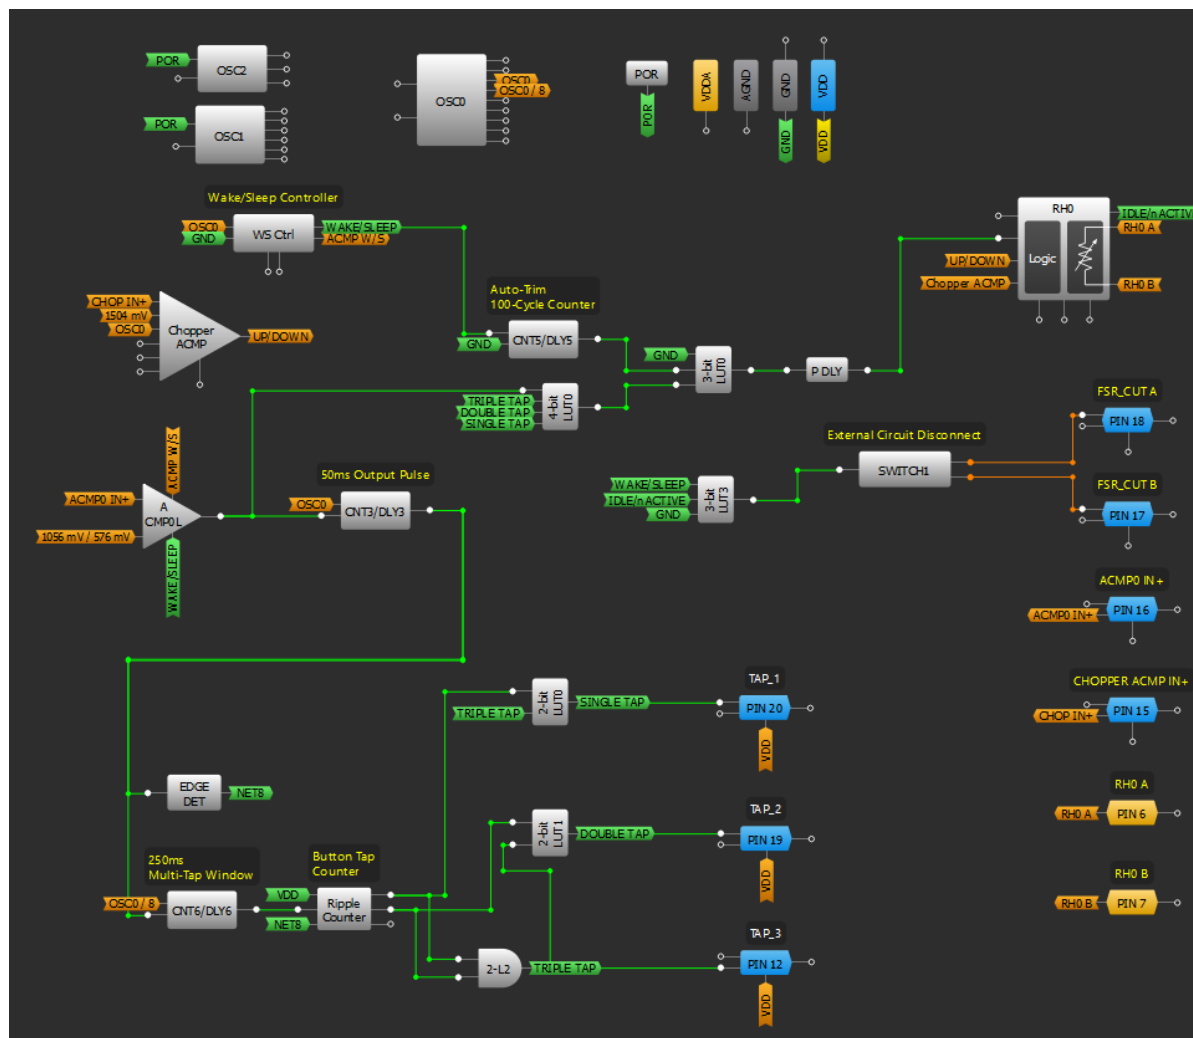 POR
OSC2
POR
OSC1
OSC0
OSC0
OSC0 / 8
POR
POR
VDDA
AGND
GND
GND
VDD
VDD
Wake/Sleep Controller
OSC0
GND
WS Ctrl
WAKE/SLEEP
ACMP W/S
RH0
Logic
IDLE/nACTIVE
RH0 A
UP/DOWN
Chopper ACMP
RH0 B
CHOP IN+
1504 mV
OSC0
Chopper
ACMP
UP/DOWN
Auto-Trim
100-Cycle Counter
GND
CNT5/DLY5
GND
3-bit
LUT0
P DLY
TRIPLE TAP
DOUBLE TAP
SINGLE TAP
4-bit
LUT0
FSR_CUT A
PIN 18
External Circuit Disconnect
SWITCH1
WAKE/SLEEP
IDLE/nACTIVE
GND
3-bit
LUT3
FSR_CUT B
PIN 17
ACMP W/S
ACMP0 IN+
A
CMP0L
1056 mV / 576 mV
WAKE/SLEEP
50ms Output Pulse
OSC0
CNT3/DLY3
ACMP0 IN+
ACMP0 IN+
PIN 16
CHOPPER ACMP IN+
CHOP IN+
PIN 15
TRIPLE TAP
2-bit
LUT0
SINGLE TAP
TAP_1
PIN 20
VDD
EDGE
DET
NET8
2-bit
LUT1
DOUBLE TAP
TAP_2
PIN 19
VDD
RH0 A
RH0 A
PIN 6
250ms
Multi-Tap Window
OSC0 / 8
CNT6/DLY6
Button Tap
Counter
VDD
NET8
Ripple
Counter
RH0 B
RH0 B
PIN 7
2-L2
TRIPLE TAP
TAP_3
PIN 12
VDD